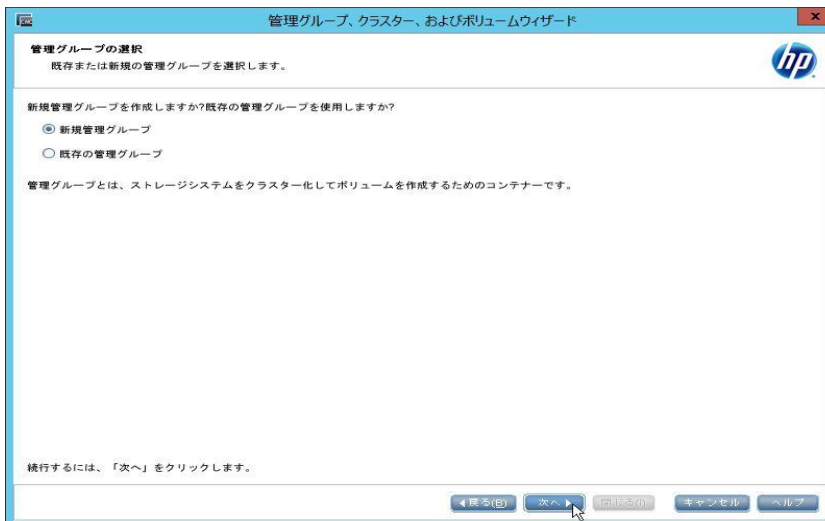 管理グループ、クラスター、およびボリュームウィザード
管理グループの選択
既存または新規の管理グループを選択します。
hp
新規管理グループを作成しますか?既存の管理グループを使用しますか?
新規管理グループ
既存の管理グループ
管理グループとは、ストレージシステムをクラスター化してボリュームを作成するためのコンテナーです。
続行するには、「次へ」をクリックします。
戻る(B) 次へ キャンセル ヘルプ